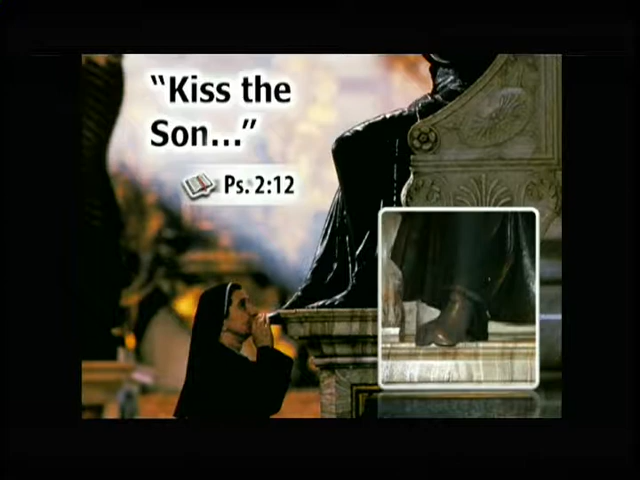 “Kiss the
Son...”
Ps. 2:12